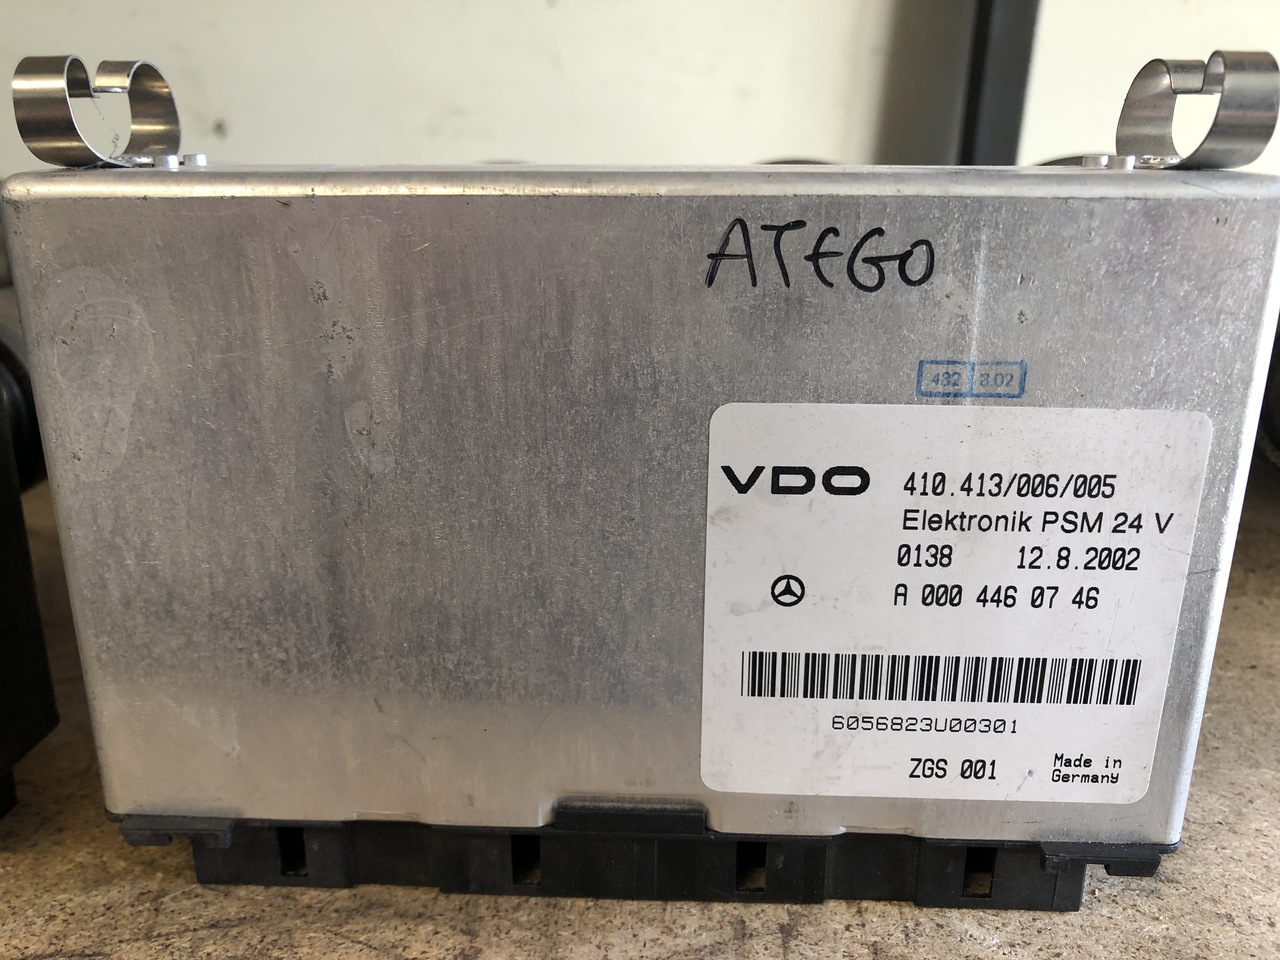 ATEGO
432 8.02
VDO 410.413/006/005
Elektronik PSM 24 V
0138 12.8.2002
A 000 446 07 46
6056823U00301
ZGS 001
Made in
Germany